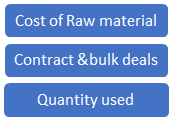 Cost of Raw material
Contract &bulk deals
Quantity used